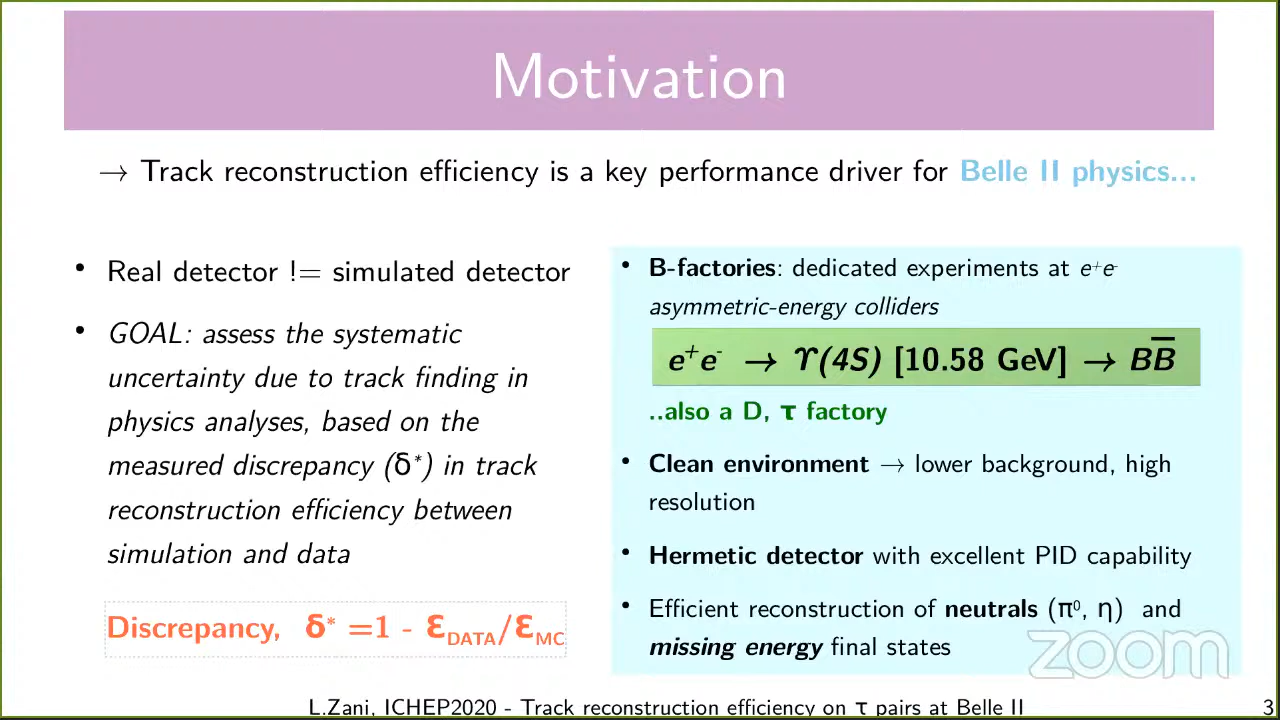 Motivation
→ Track reconstruction efficiency is a key performance driver for Belle II physics...
• Real detector != simulated detector
• GOAL: assess the systematic
uncertainty due to track finding in
physics analyses, based on the
measured discrepancy (δ*) in track
reconstruction efficiency between
simulation and data
Discrepancy, δ* =1 - ε_DATA/ε_MC
• B-factories: dedicated experiments at e⁺e⁻
asymmetric-energy colliders
e⁺e⁻ → ϒ(4S) [10.58 GeV] → BB̅
..also a D, τ factory
• Clean environment → lower background, high
resolution
• Hermetic detector with excellent PID capability
• Efficient reconstruction of neutrals (π⁰, η) and
missing energy final states
zoom
L.Zani, ICHEP2020 - Track reconstruction efficiency on τ pairs at Belle II
3